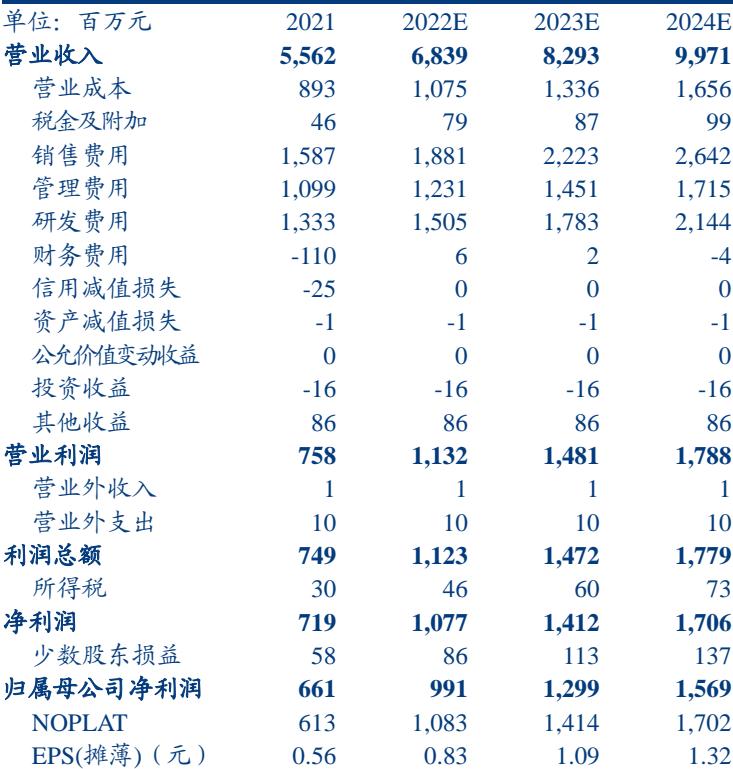 单位：百万元 2021 2022E 2023E 2024E
营业收入 5,562 6,839 8,293 9,971
营业成本 893 1,075 1,336 1,656
税金及附加 46 79 87 99
销售费用 1,587 1,881 2,223 2,642
管理费用 1,099 1,231 1,451 1,715
研发费用 1,333 1,505 1,783 2,144
财务费用 -110 6 2 -4
信用减值损失 -25 0 0 0
资产减值损失 -1 -1 -1 -1
公允价值变动收益 0 0 0 0
投资收益 -16 -16 -16 -16
其他收益 86 86 86 86
营业利润 758 1,132 1,481 1,788
营业外收入 1 1 1 1
营业外支出 10 10 10 10
利润总额 749 1,123 1,472 1,779
所得税 30 46 60 73
净利润 719 1,077 1,412 1,706
少数股东损益 58 86 113 137
归属母公司净利润 661 991 1,299 1,569
NOPLAT 613 1,083 1,414 1,702
EPS(摊薄)（元） 0.56 0.83 1.09 1.32